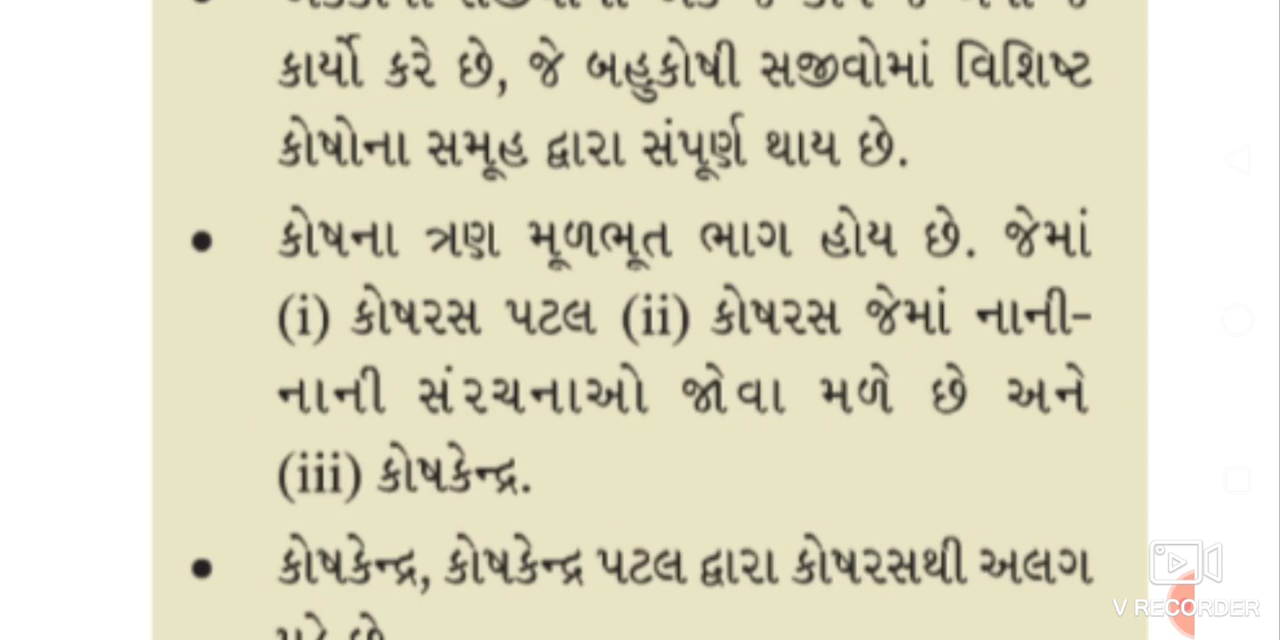 કાર્યો કરે છે, જે બહુકોષી સજીવોમાં વિશિષ્ટ
કોષોના સમૂહ દ્વારા સંપૂર્ણ થાય છે.
• કોષના ત્રણ મૂળભૂત ભાગ હોય છે. જેમાં
(i) કોષરસ પટલ (ii) કોષરસ જેમાં નાની-
નાની સંરચનાઓ જોવા મળે છે અને
(iii) કોષકેન્દ્ર.
• કોષકેન્દ્ર, કોષકેન્દ્ર પટલ દ્વારા કોષરસથી અલગ
V RECORDER